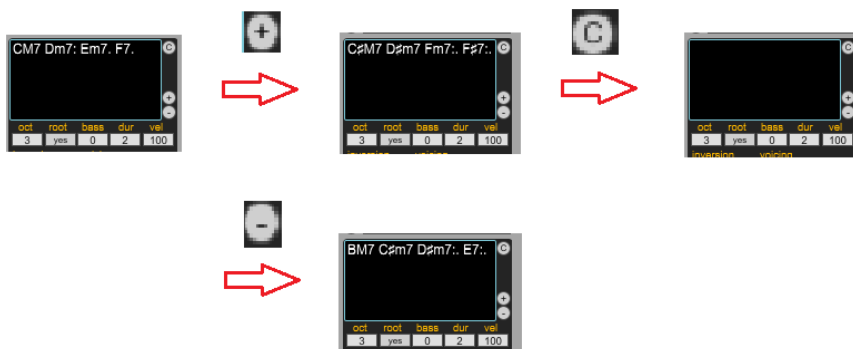 +
C
CM7 Dm7: Em7. F7.
C
+
-
oct root bass dur vel
3 yes 0 2 100
C♯M7 D♯m7 Fm7:. F♯7:.
C
+
-
oct root bass dur vel
3 yes 0 2 100
inversion voicing
C
+
-
oct root bass dur vel
3 yes 0 2 100
inversion voicing
-
BM7 C♯m7 D♯m7:. E7:.
C
+
-
oct root bass dur vel
3 yes 0 2 100